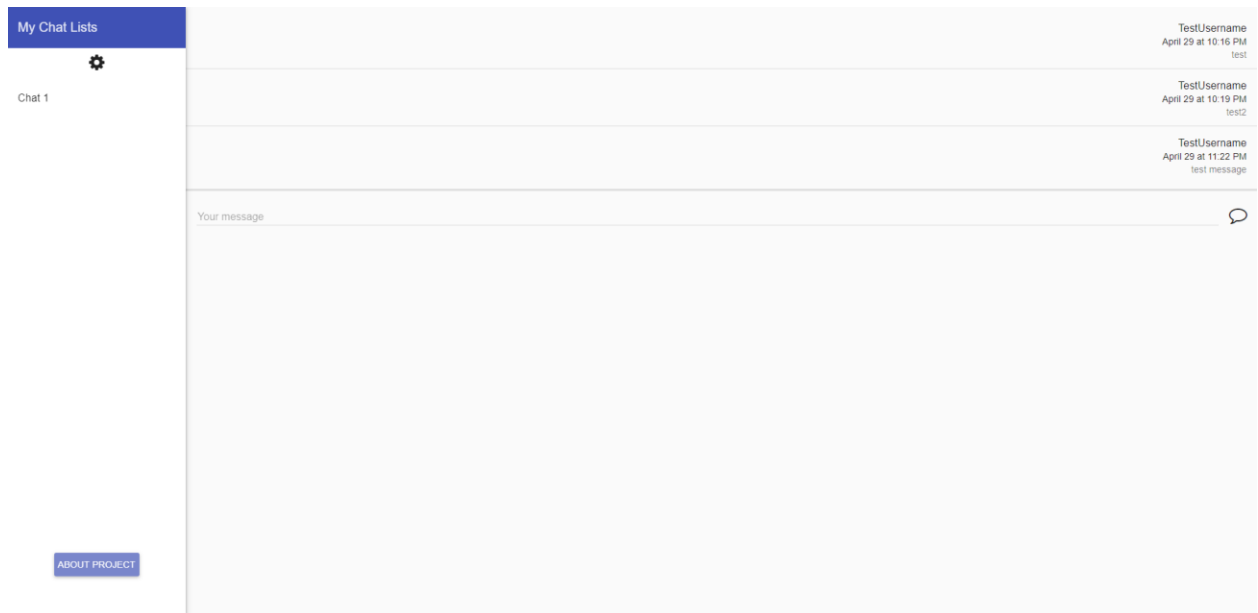 My Chat Lists
Chat 1
ABOUT PROJECT
TestUsername
April 29 at 10:16 PM
test
TestUsername
April 29 at 10:19 PM
test2
TestUsername
April 29 at 11:22 PM
test message
Your message